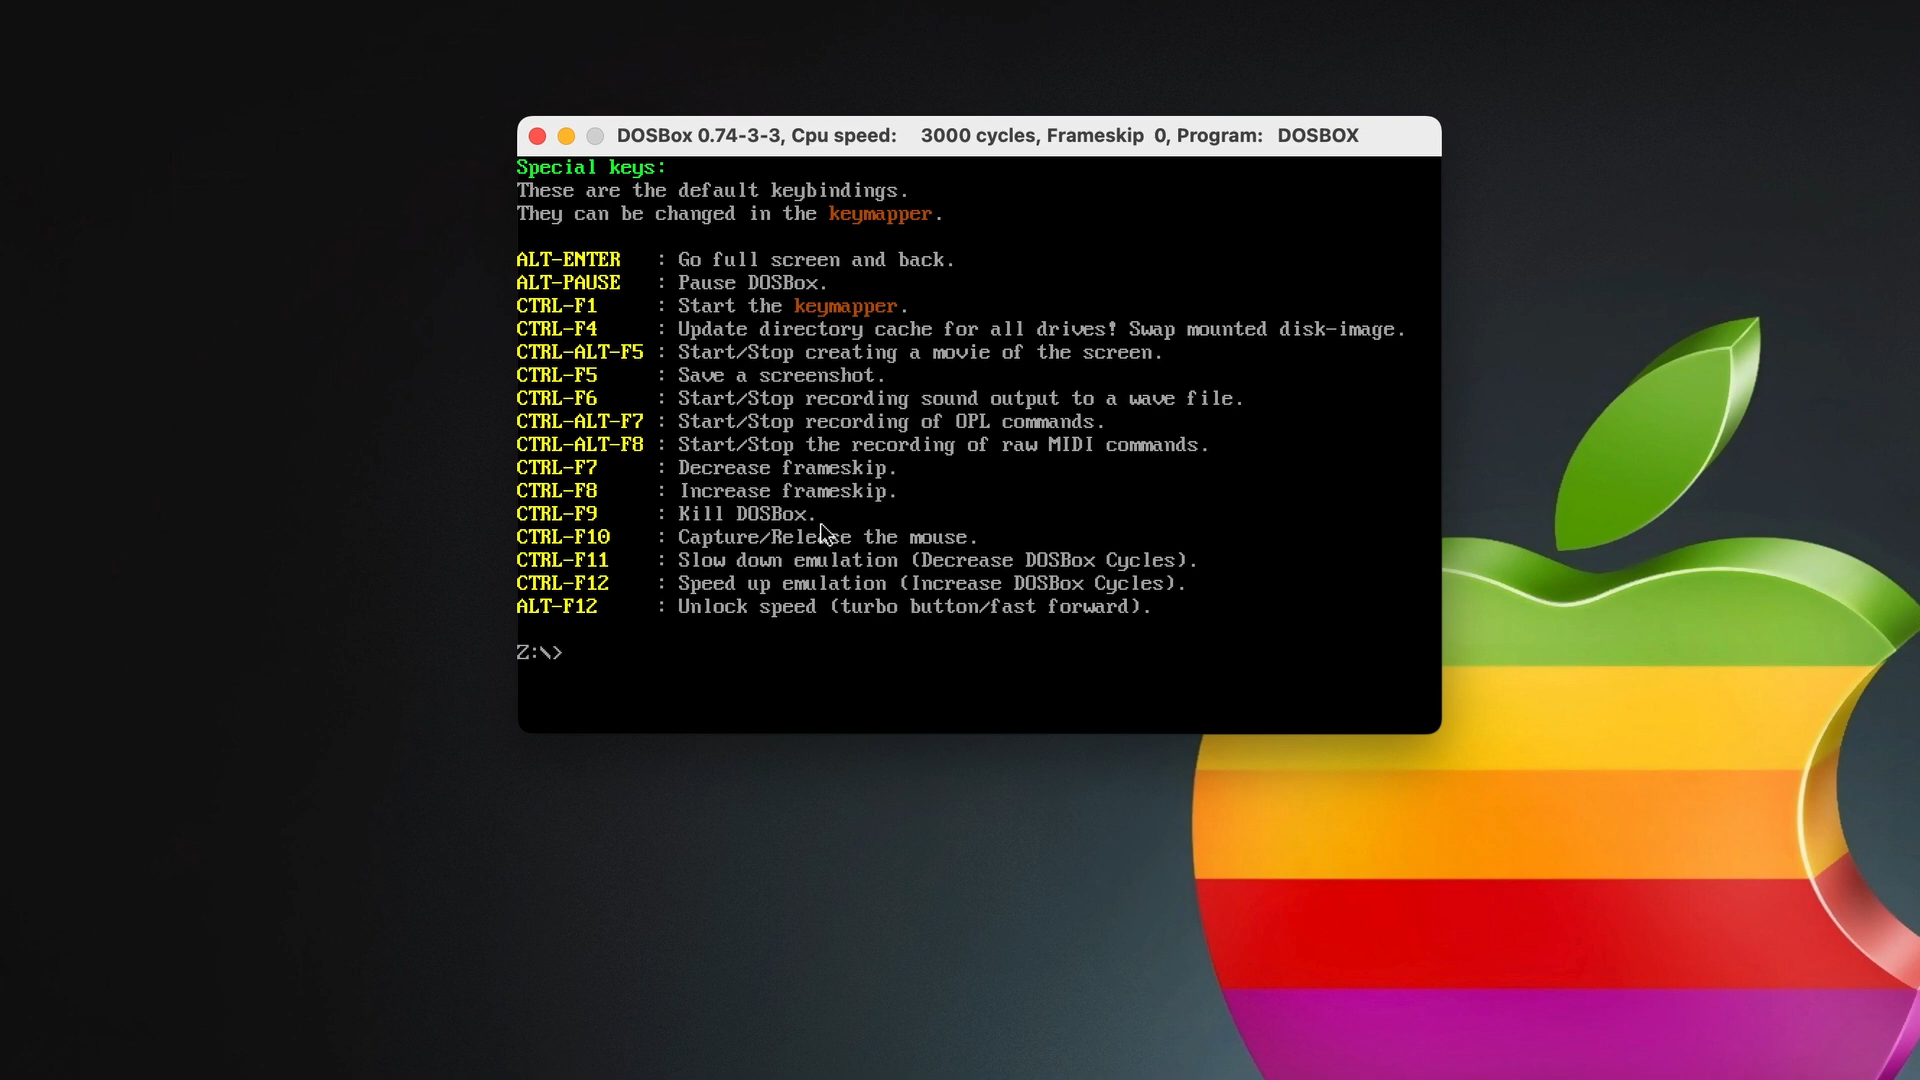 DOSBox 0.74-3-3, Cpu speed:    3000 cycles, Frameskip  0, Program:   DOSBOX
Special keys:
These are the default keybindings.
They can be changed in the keymapper.
ALT-ENTER   : Go full screen and back.
ALT-PAUSE   : Pause DOSBox.
CTRL-F1     : Start the keymapper.
CTRL-F4     : Update directory cache for all drives! Swap mounted disk-image.
CTRL-ALT-F5 : Start/Stop creating a movie of the screen.
CTRL-F5     : Save a screenshot.
CTRL-F6     : Start/Stop recording sound output to a wave file.
CTRL-ALT-F7 : Start/Stop recording of OPL commands.
CTRL-ALT-F8 : Start/Stop the recording of raw MIDI commands.
CTRL-F7     : Decrease frameskip.
CTRL-F8     : Increase frameskip.
CTRL-F9     : Kill DOSBox.
CTRL-F10    : Capture/Release the mouse.
CTRL-F11    : Slow down emulation (Decrease DOSBox Cycles).
CTRL-F12    : Speed up emulation (Increase DOSBox Cycles).
ALT-F12     : Unlock speed (turbo button/fast forward).
Z:\>